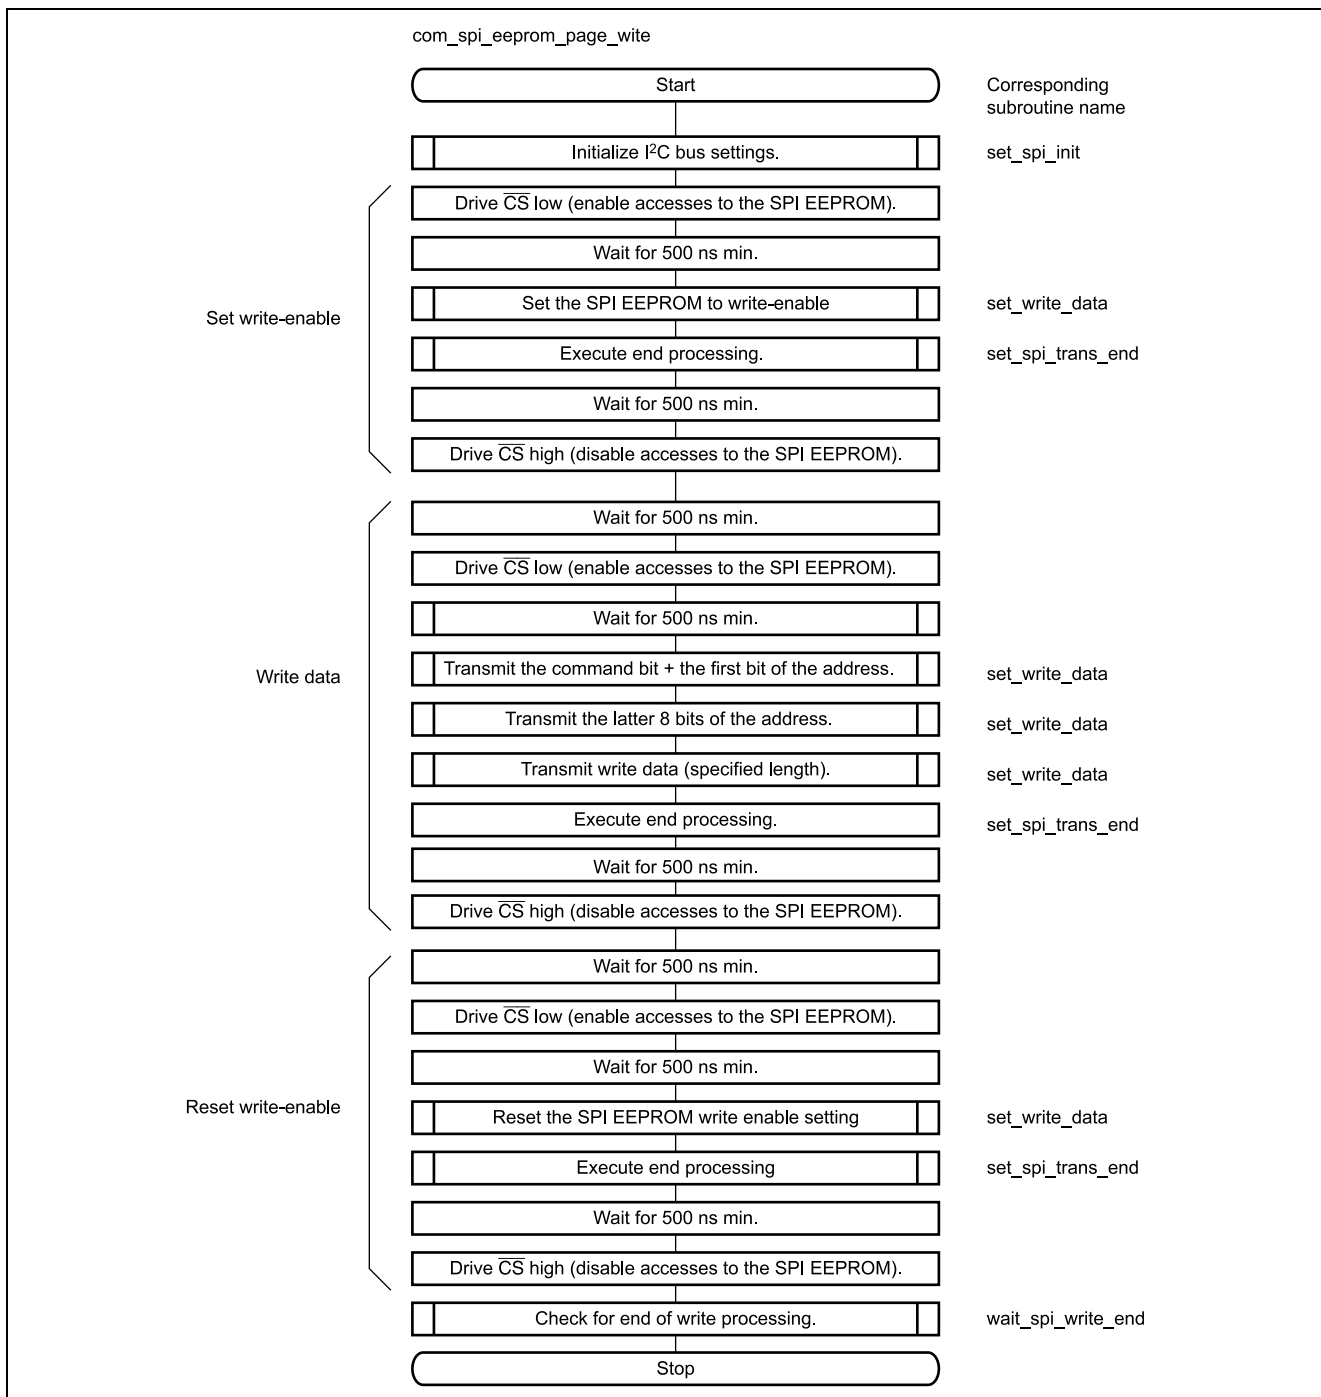 com_spi_eeprom_page_wite
Start
Corresponding
subroutine name
Initialize I²C bus settings.
set_spi_init
Drive C̅S̅ low (enable accesses to the SPI EEPROM).
Wait for 500 ns min.
Set write-enable
Set the SPI EEPROM to write-enable
set_write_data
Execute end processing.
set_spi_trans_end
Wait for 500 ns min.
Drive C̅S̅ high (disable accesses to the SPI EEPROM).
Wait for 500 ns min.
Drive C̅S̅ low (enable accesses to the SPI EEPROM).
Wait for 500 ns min.
Write data
Transmit the command bit + the first bit of the address.
set_write_data
Transmit the latter 8 bits of the address.
set_write_data
Transmit write data (specified length).
set_write_data
Execute end processing.
set_spi_trans_end
Wait for 500 ns min.
Drive C̅S̅ high (disable accesses to the SPI EEPROM).
Wait for 500 ns min.
Drive C̅S̅ low (enable accesses to the SPI EEPROM).
Wait for 500 ns min.
Reset write-enable
Reset the SPI EEPROM write enable setting
set_write_data
Execute end processing
set_spi_trans_end
Wait for 500 ns min.
Drive C̅S̅ high (disable accesses to the SPI EEPROM).
Check for end of write processing.
wait_spi_write_end
Stop